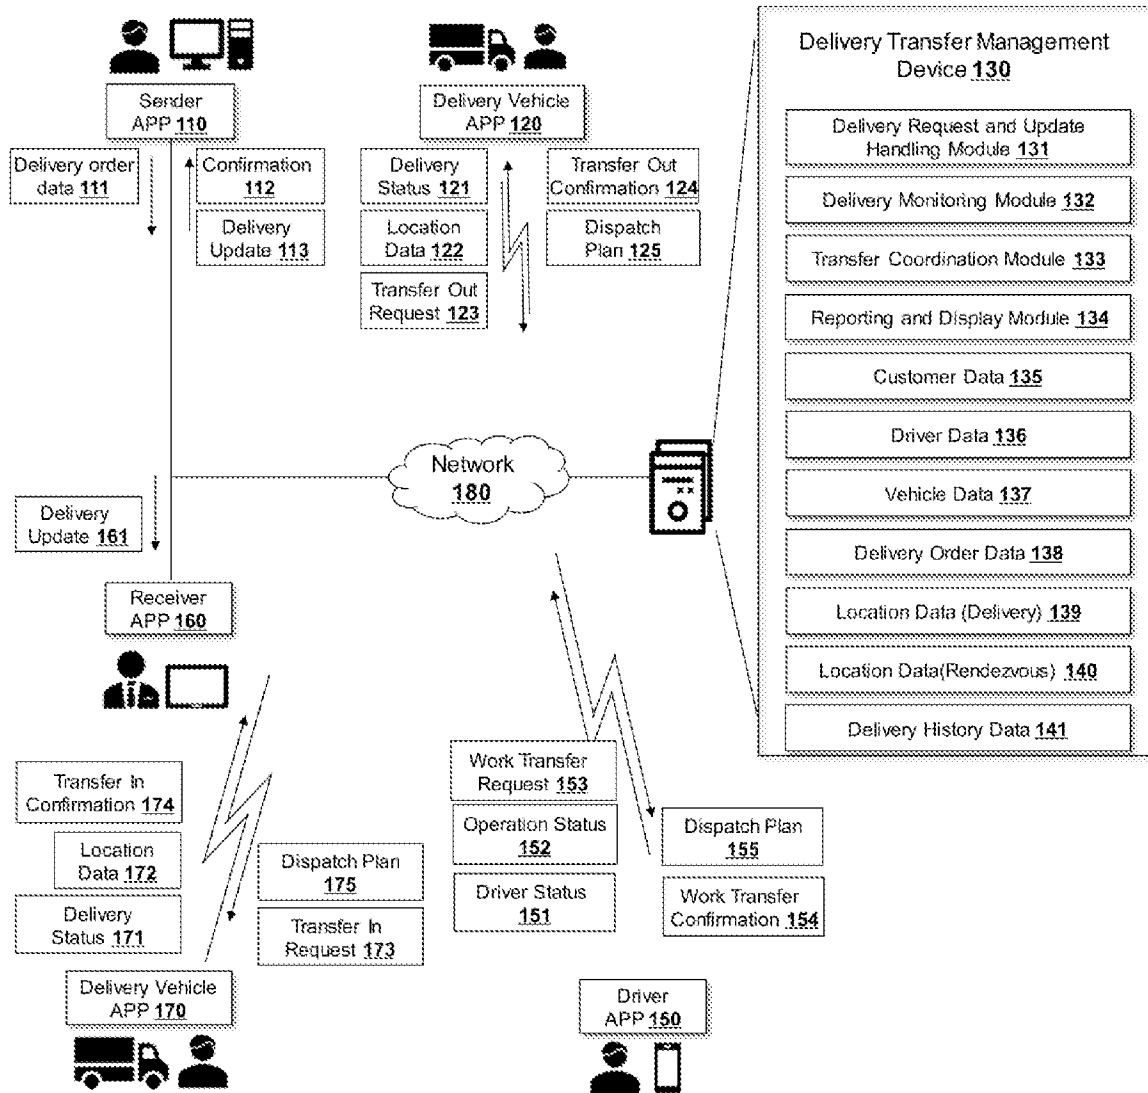 Sender
APP 110
Delivery order
data 111
Confirmation
112
Delivery
Update 113
Delivery Vehicle
APP 120
Delivery
Status 121
Location
Data 122
Transfer Out
Request 123
Transfer Out
Confirmation 124
Dispatch
Plan 125
Delivery Transfer Management
Device 130
Delivery Request and Update
Handling Module 131
Delivery Monitoring Module 132
Transfer Coordination Module 133
Reporting and Display Module 134
Customer Data 135
Driver Data 136
Vehicle Data 137
Delivery Order Data 138
Location Data (Delivery) 139
Location Data(Rendezvous) 140
Delivery History Data 141
Network
180
Delivery
Update 161
Receiver
APP 160
Transfer In
Confirmation 174
Location
Data 172
Delivery
Status 171
Dispatch Plan
175
Transfer In
Request 173
Delivery Vehicle
APP 170
Work Transfer
Request 153
Operation Status
152
Driver Status
151
Dispatch Plan
155
Work Transfer
Confirmation 154
Driver
APP 150